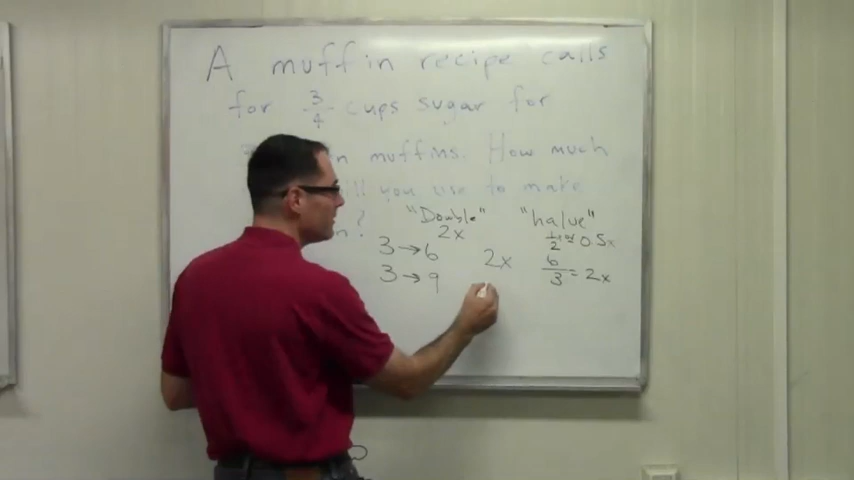 A muffin recipe calls
for 3/4 cups sugar for
muffins. How much
you use to make
"Double" "halve"
2x 1/2 = 0.5x
3 → 6 2x 6/3 = 2x
3 → 9